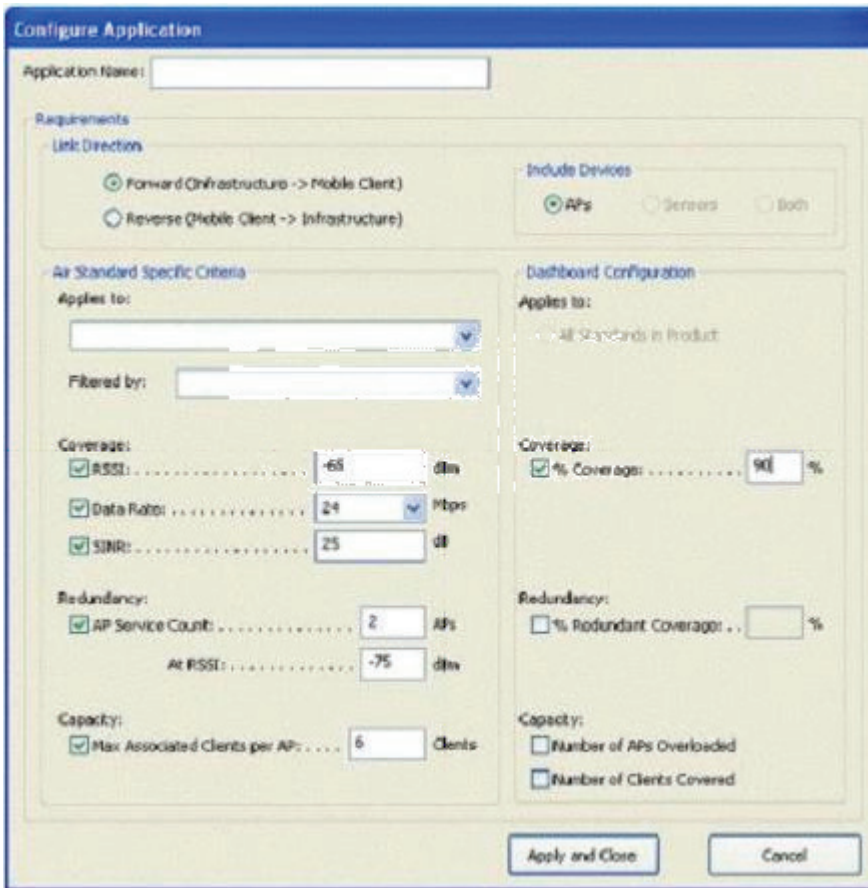 Configure Application
Application Name:
Requirements
Link Direction
Forward (Infrastructure -> Mobile Client)
Reverse (Mobile Client -> Infrastructure)
Include Devices
APs
Sensors
Both
Air Standard Specific Criteria
Applies to:
Filtered by:
Coverage:
RSSI: -65 dBm
Data Rate: 24 Mbps
SINR: 25 dB
Redundancy:
AP Service Count: 2 APs
At RSSI: -75 dBm
Capacity:
Max Associated Clients per AP: 6 Clients
Dashboard Configuration
Applies to:
All Standards in Product
Coverage:
% Coverage: 90 %
Redundancy:
% Redundant Coverage: %
Capacity:
Number of APs Overloaded
Number of Clients Covered
Apply and Close
Cancel